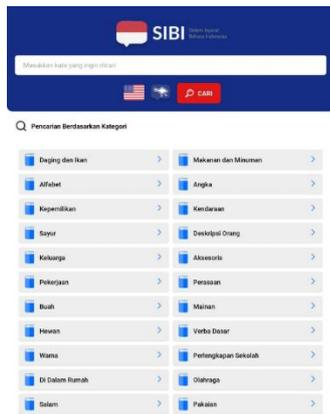 SIBI
Sistem Isyarat
Bahasa Indonesia
Masukkan kata yang ingin dicari
CARI
Pencarian Berdasarkan Kategori
Daging dan Ikan
Makanan dan Minuman
Alfabet
Angka
Kepemilikan
Kendaraan
Sayur
Deskripsi Orang
Keluarga
Aksesoris
Pekerjaan
Perasaan
Buah
Mainan
Hewan
Verba Dasar
Warna
Perlengkapan Sekolah
Di Dalam Rumah
Olahraga
Salam
Pakaian